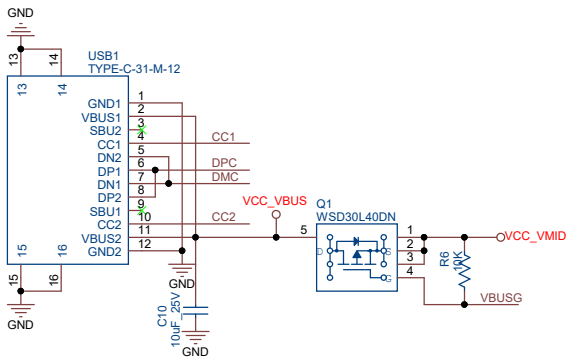 GND
13
14
USB1
TYPE-C-31-M-12
13
14
GND1
1
VBUS1
2
SBU2
3
CC1
4
CC1
DN2
5
DP1
6
DPC
DN1
7
DMC
DP2
8
SBU1
9
CC2
10
CC2
VBUS2
11
GND2
12
15
16
15
16
GND
GND
C10
10uF_25V
GND
VCC_VBUS
Q1
WSD30L40DN
5
D
S
G
1
2
3
4
VCC_VMID
R6
10K
VBUSG